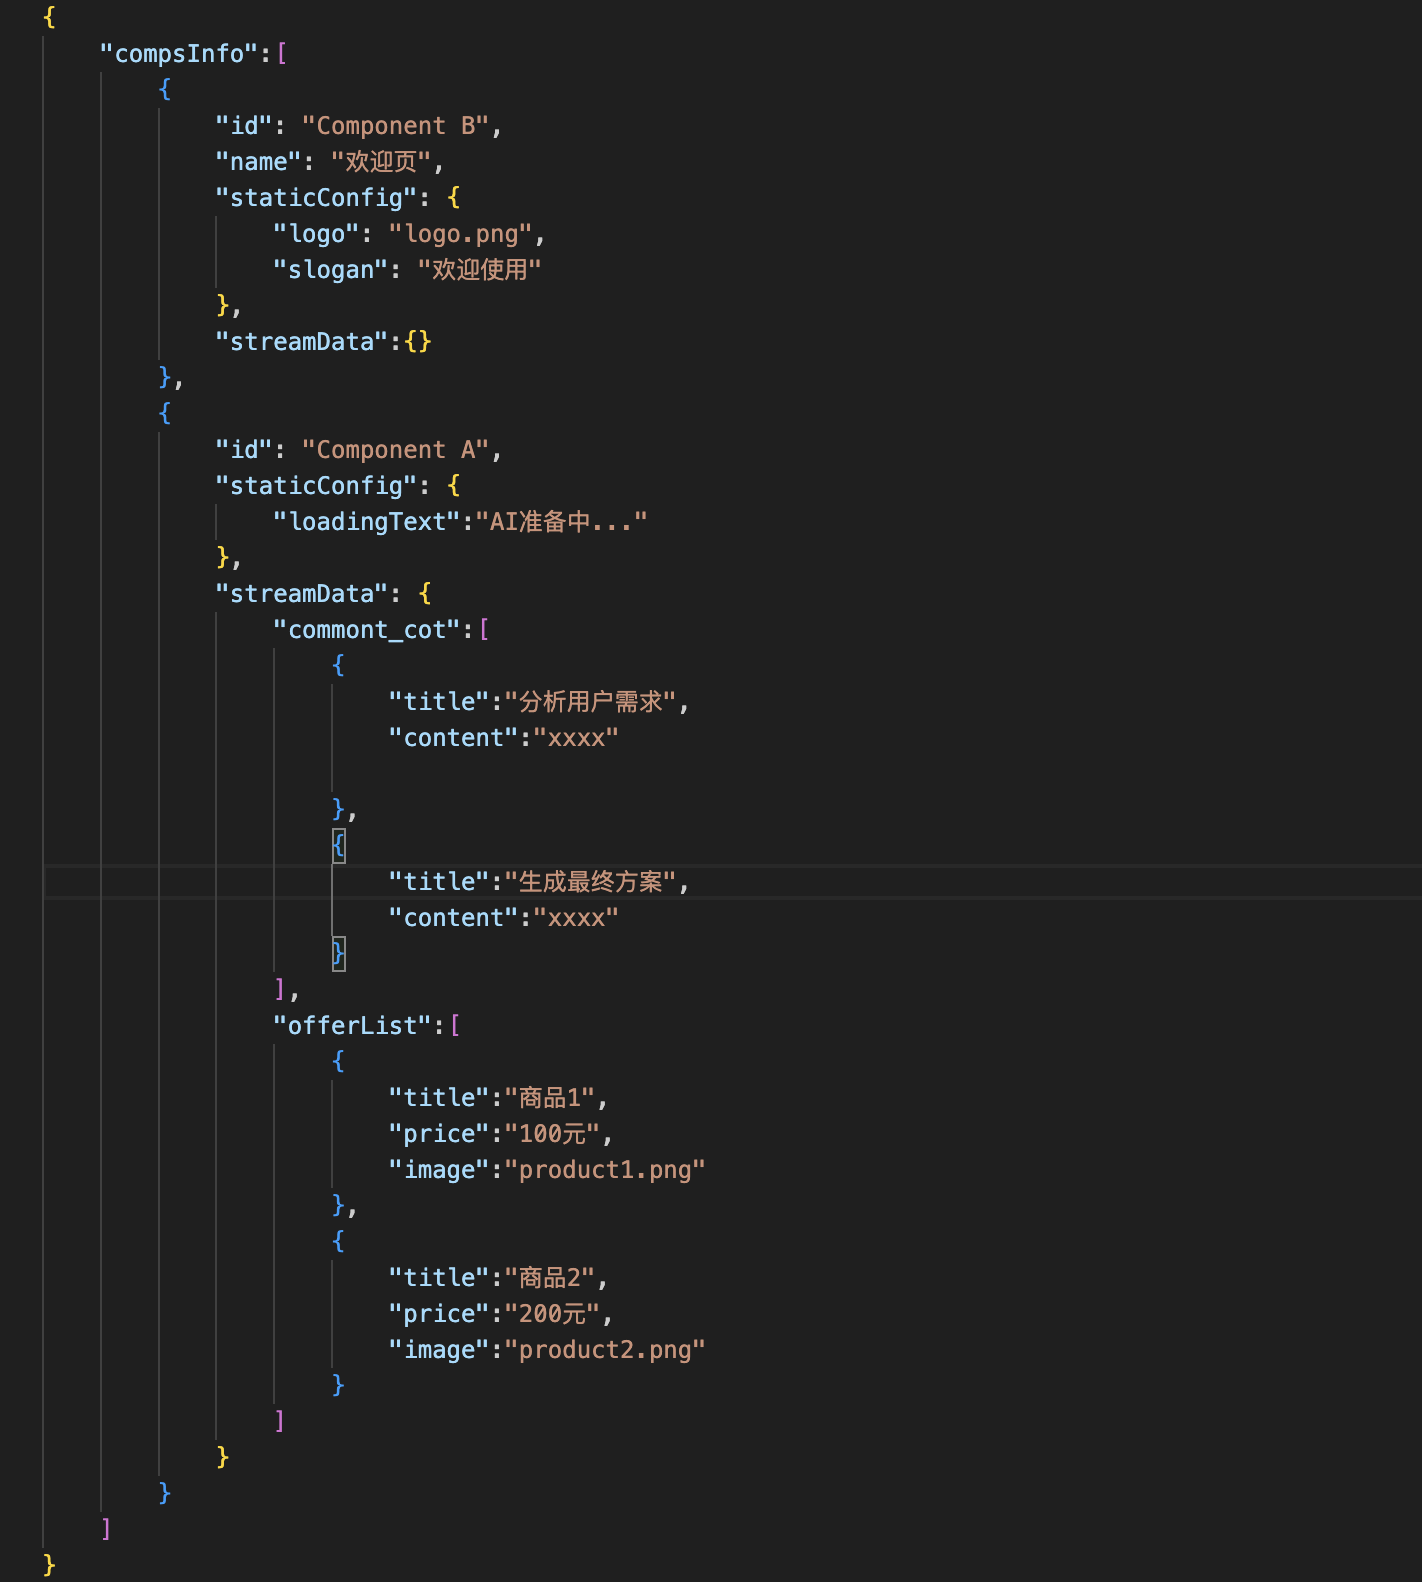 {
    "compsInfo":[
        {
            "id": "Component B",
            "name": "欢迎页",
            "staticConfig": {
                "logo": "logo.png",
                "slogan": "欢迎使用"
            },
            "streamData":{}
        },
        {
            "id": "Component A",
            "staticConfig": {
                "loadingText":"AI准备中..."
            },
            "streamData": {
                "commont_cot":[
                    {
                        "title":"分析用户需求",
                        "content":"xxxx"

                    },
                    {
                        "title":"生成最终方案",
                        "content":"xxxx"
                    }
                ],
                "offerList":[
                    {
                        "title":"商品1",
                        "price":"100元",
                        "image":"product1.png"
                    },
                    {
                        "title":"商品2",
                        "price":"200元",
                        "image":"product2.png"
                    }
                ]
            }
        }
    ]
}